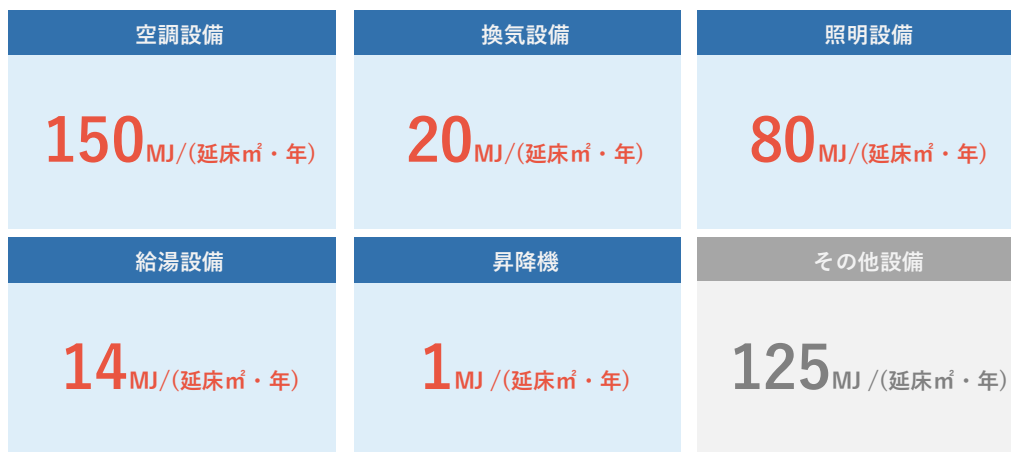 空調設備
150MJ/(延床㎡・年)
換気設備
20MJ/(延床㎡・年)
照明設備
80MJ/(延床㎡・年)
給湯設備
14MJ/(延床㎡・年)
昇降機
1MJ /(延床㎡・年)
その他設備
125MJ /(延床㎡・年)